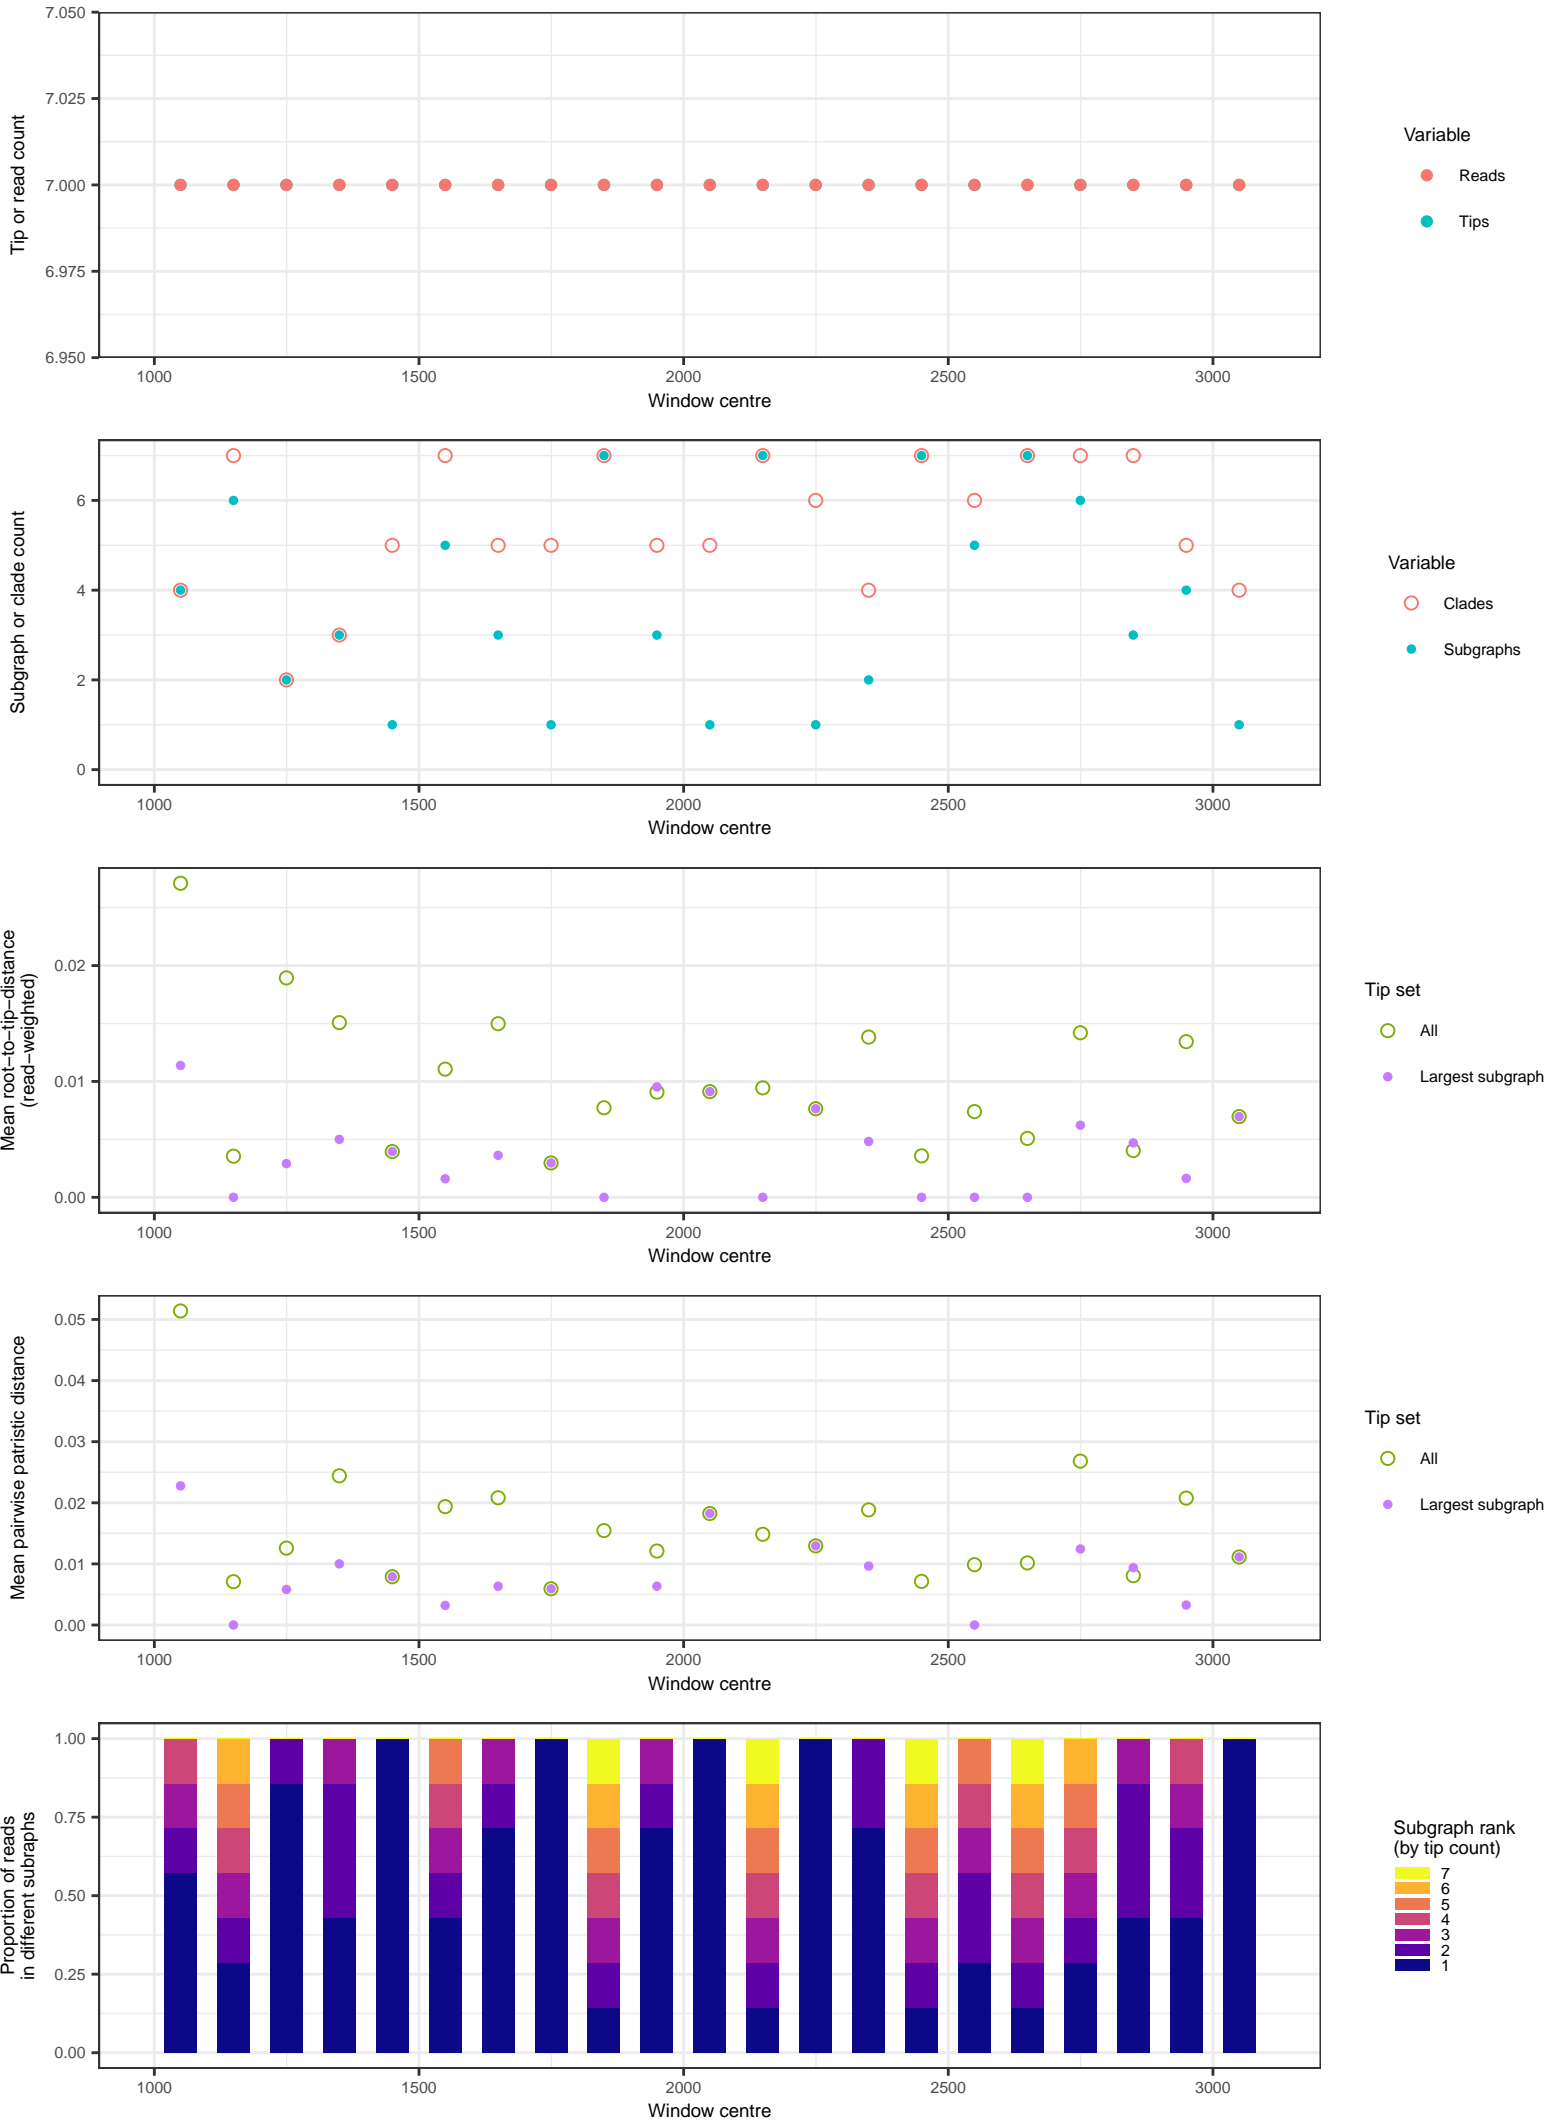 7.050
7.025
7.000
6.975
6.950
Tip or read count
1000 1500 2000 2500 3000
Window centre
Variable
Reads
Tips
6
4
2
0
Subgraph or clade count
1000 1500 2000 2500 3000
Window centre
Variable
Clades
Subgraphs
0.02
0.01
0.00
Mean root−to−tip−distance
(read−weighted)
1000 1500 2000 2500 3000
Window centre
Tip set
All
Largest subgraph
0.05
0.04
0.03
0.02
0.01
0.00
Mean pairwise patristic distance
1000 1500 2000 2500 3000
Window centre
Tip set
All
Largest subgraph
1.00
0.75
0.50
0.25
0.00
Proportion of reads
in different subraphs
1000 1500 2000 2500 3000
Window centre
Subgraph rank
(by tip count)
7
6
5
4
3
2
1